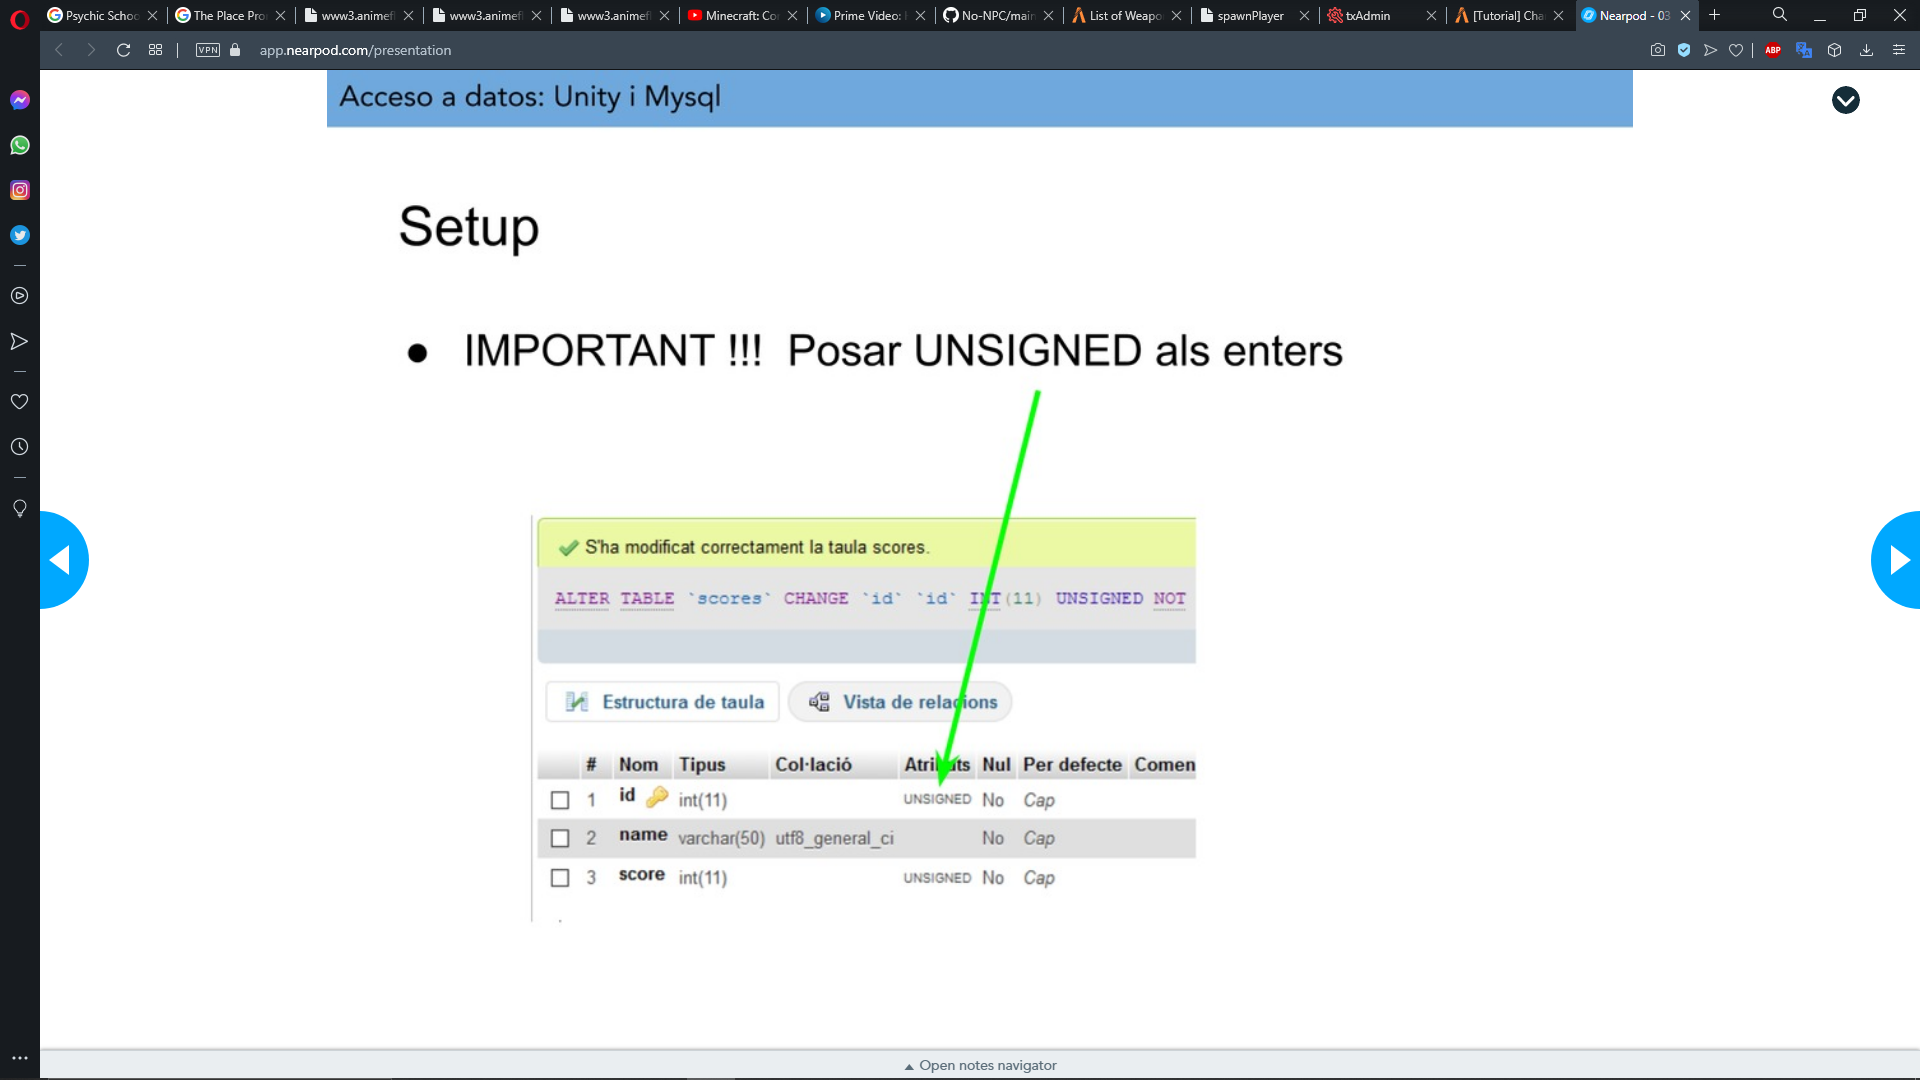 Psychic Schoo
The Place Pro
www3.animefl
www3.animefl
www3.animefl
Minecraft: Co
Prime Video:
No-NPC/main
List of Weapo
spawnPlayer
txAdmin
[Tutorial] Cha
Nearpod - 03
VPN
app.nearpod.com/presentation
ABP
Acceso a datos: Unity i Mysql
Setup
● IMPORTANT !!! Posar UNSIGNED als enters
S'ha modificat correctament la taula scores.
ALTER TABLE `scores` CHANGE `id` `id` INT(11) UNSIGNED NOT
Estructura de taula
Vista de relacions
# Nom Tipus Col·lació Atributs Nul Per defecte Comen
1 id int(11) UNSIGNED No Cap
2 name varchar(50) utf8_general_ci No Cap
3 score int(11) UNSIGNED No Cap
Open notes navigator